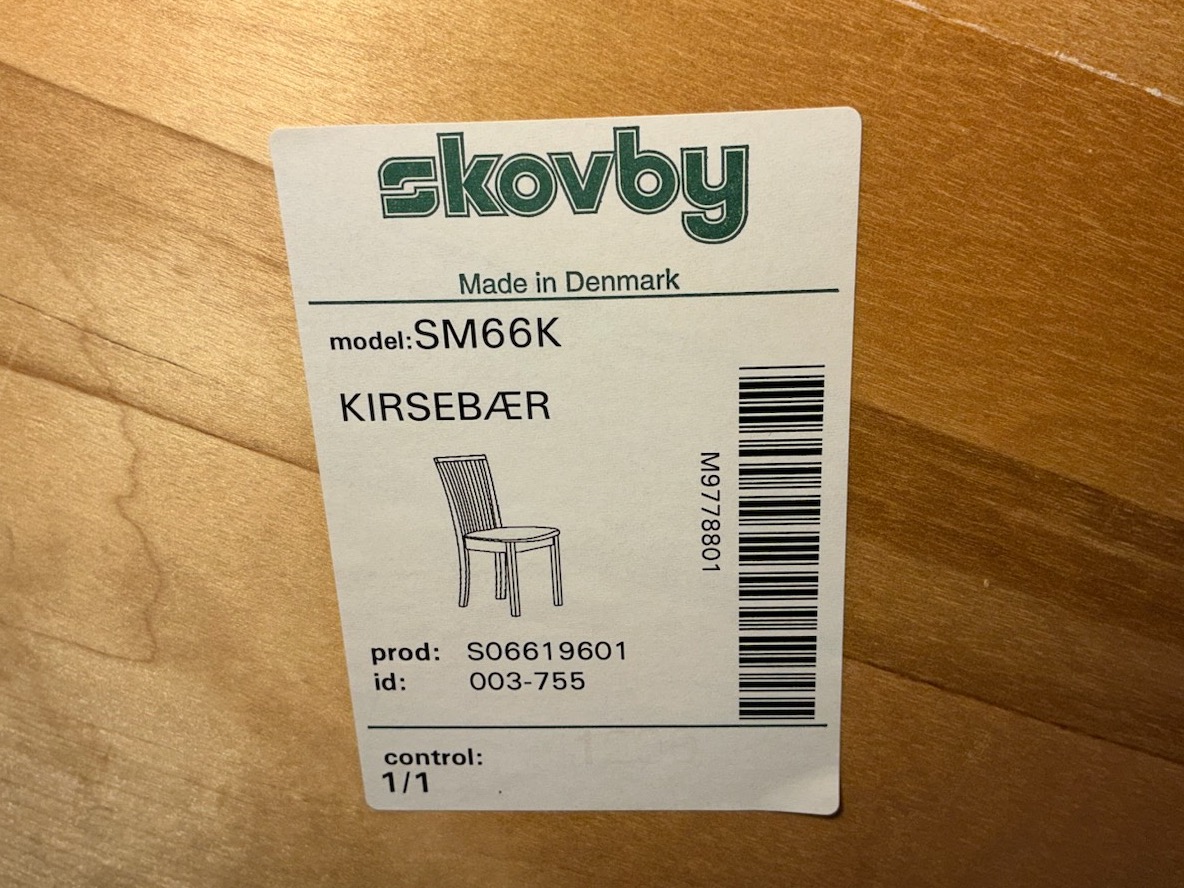 skovby
Made in Denmark
model:SM66K
KIRSEBÆR
M9778801
prod: S06619601
id: 003-755
control:
1/1